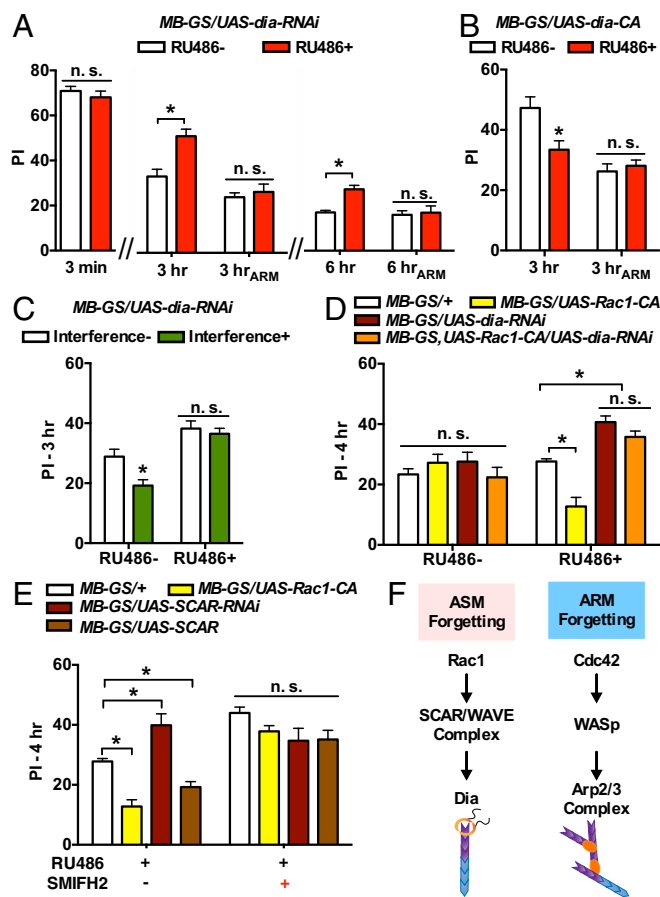 A
MB-GS/UAS-dia-RNAi
RU486- RU486+
PI
80
60
40
20
0
n. s.
*
n. s.
*
n. s.
//
//
3 min
3 hr
3 hrARM
6 hr
6 hrARM
B
MB-GS/UAS-dia-CA
RU486- RU486+
PI
60
40
20
0
*
n. s.
3 hr
3 hrARM
C
MB-GS/UAS-dia-RNAi
Interference- Interference+
PI - 3 hr
60
40
20
0
*
n. s.
RU486- RU486+
D
MB-GS/+ MB-GS/UAS-Rac1-CA
MB-GS/UAS-dia-RNAi
MB-GS,UAS-Rac1-CA/UAS-dia-RNAi
PI - 4 hr
60
40
20
0
n. s.
*
*
n. s.
RU486- RU486+
E
MB-GS/+ MB-GS/UAS-Rac1-CA
MB-GS/UAS-SCAR-RNAi
MB-GS/UAS-SCAR
PI - 4 hr
60
40
20
0
*
*
*
n. s.
RU486 + +
SMIFH2 - +
F
ASM
Forgetting
Rac1
SCAR/WAVE
Complex
Dia
ARM
Forgetting
Cdc42
WASp
Arp2/3
Complex